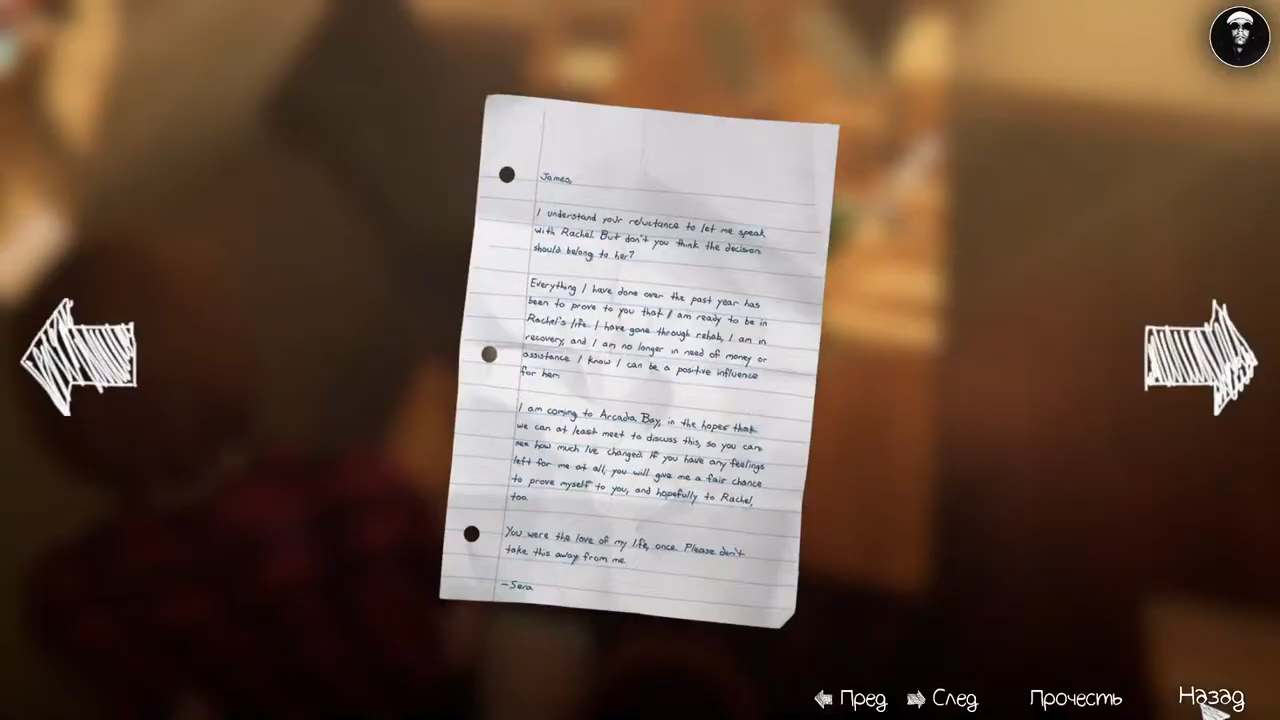 James,
I understand your reluctance to let me speak
with Rachel. But don't you think the decision
should belong to her?
Everything I have done over the past year has
been to prove to you that I am ready to be in
Rachel's life. I have gone through rehab, I am in
recovery, and I am no longer in need of money or
assistance. I know I can be a positive influence
for her.
I am coming to Arcadia Bay, in the hopes that
we can at least meet to discuss this, so you can
see how much I've changed. If you have any feelings
left for me at all, you will give me a fair chance
to prove myself to you, and hopefully to Rachel,
too.
You were the love of my life, once. Please don't
take this away from me.
-Sera
Пред След Прочесть Назад